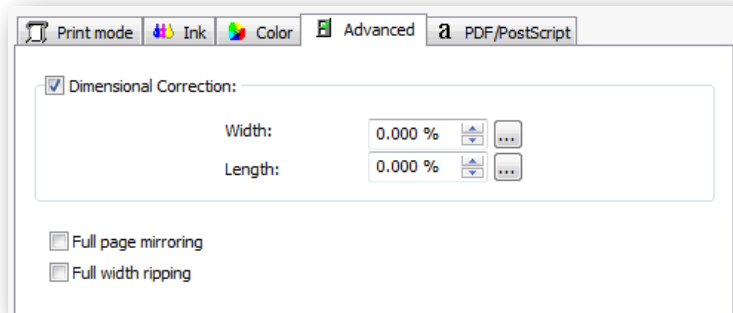 Print mode Ink Color Advanced a PDF/PostScript
Dimensional Correction:
Width: 0.000 % ...
Length: 0.000 % ...
Full page mirroring
Full width ripping